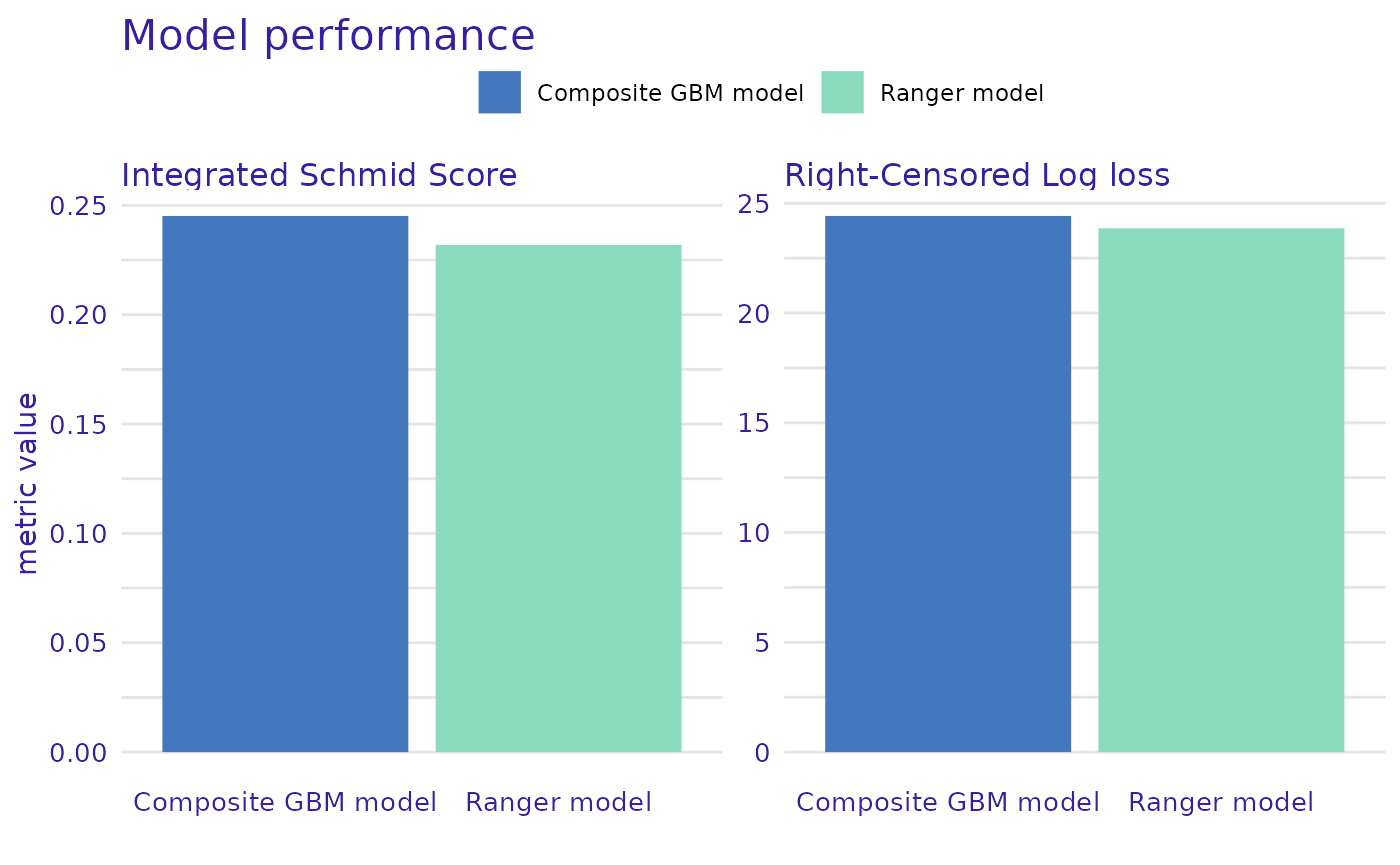 Model performance
Composite GBM model
Ranger model
Integrated Schmid Score
Right-Censored Log loss
metric value
0.25
0.20
0.15
0.10
0.05
0.00
25
20
15
10
5
0
Composite GBM model
Ranger model
Composite GBM model
Ranger model